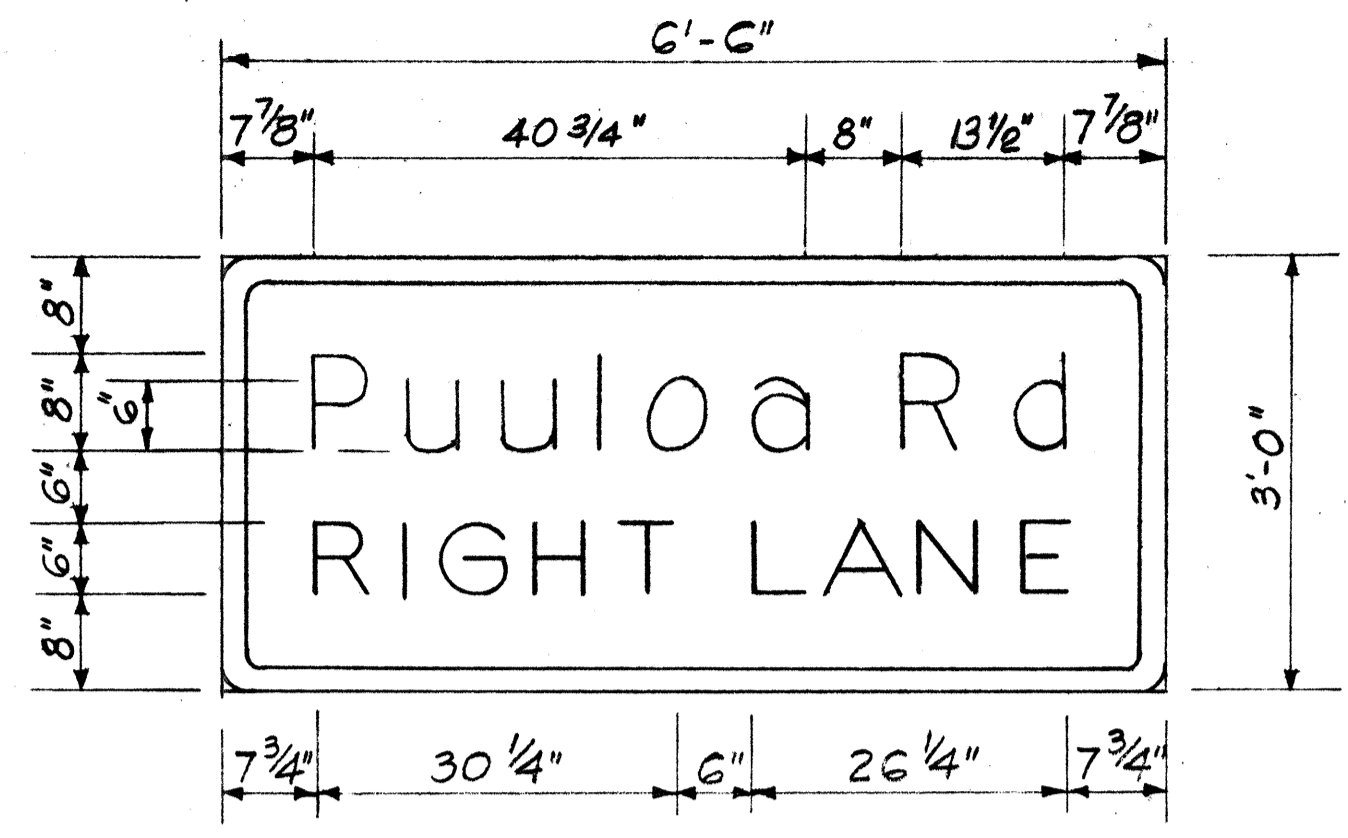 6'-6"
7 7/8" 40 3/4" 8" 13 1/2" 7 7/8"
8"
8"
6"
6"
6"
8"
3'-0"
Puuloa Rd
RIGHT LANE
7 3/4" 30 1/4" 6" 26 1/4" 7 3/4"